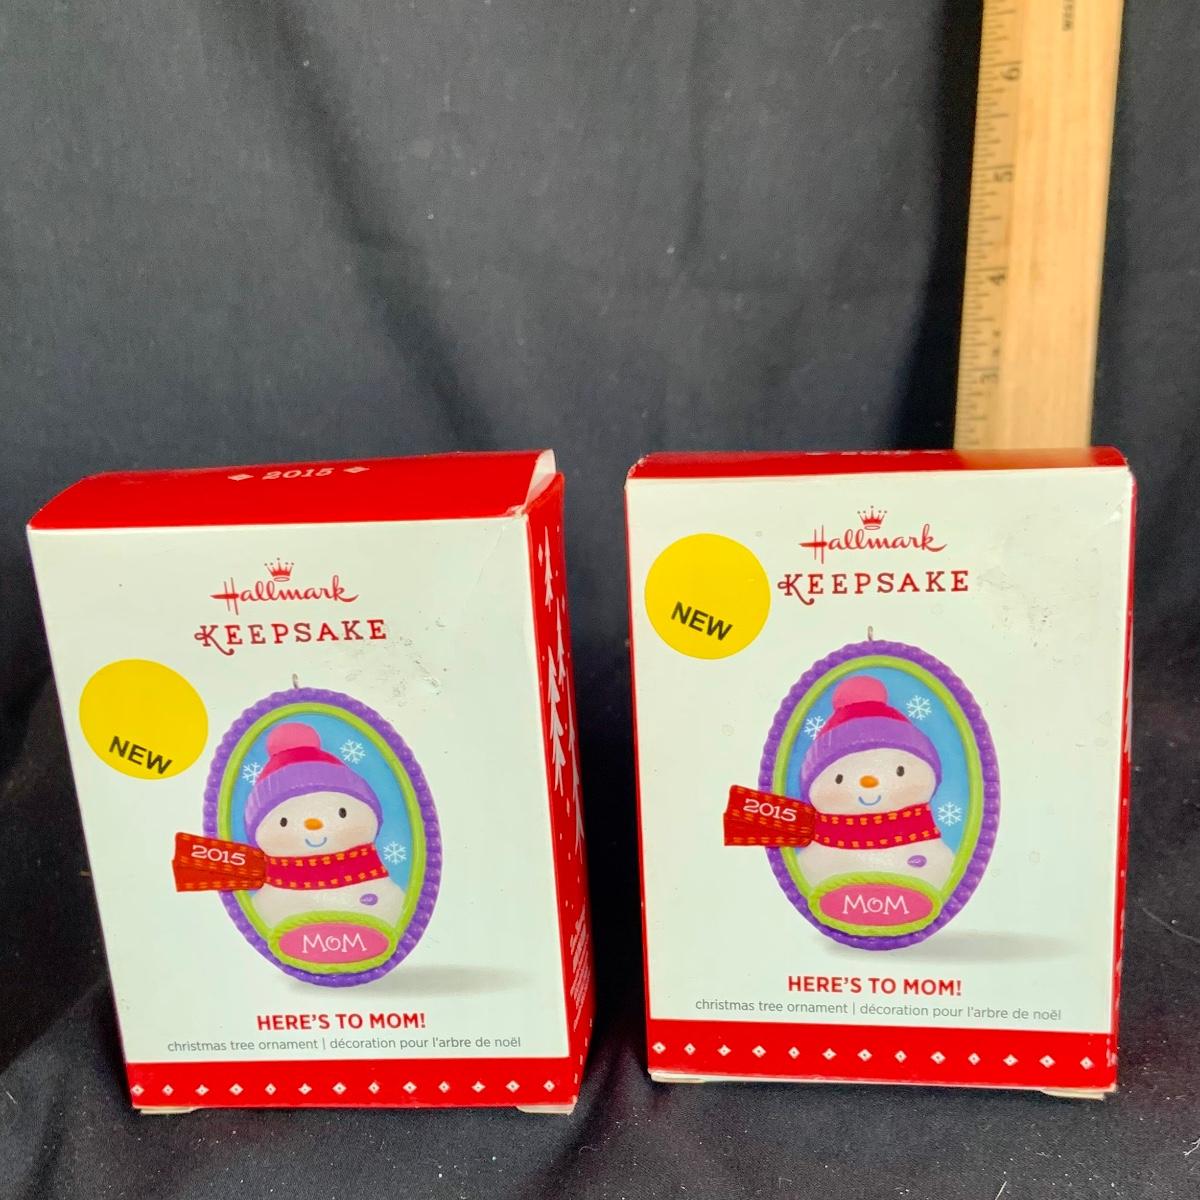 2015
Hallmark
KEEPSAKE
NEW
2015
MOM
HERE'S TO MOM!
christmas tree ornament | décoration pour l'arbre de noël
2015
Hallmark
KEEPSAKE
NEW
2015
MOM
HERE'S TO MOM!
christmas tree ornament | décoration pour l'arbre de noël
6
5
4
3